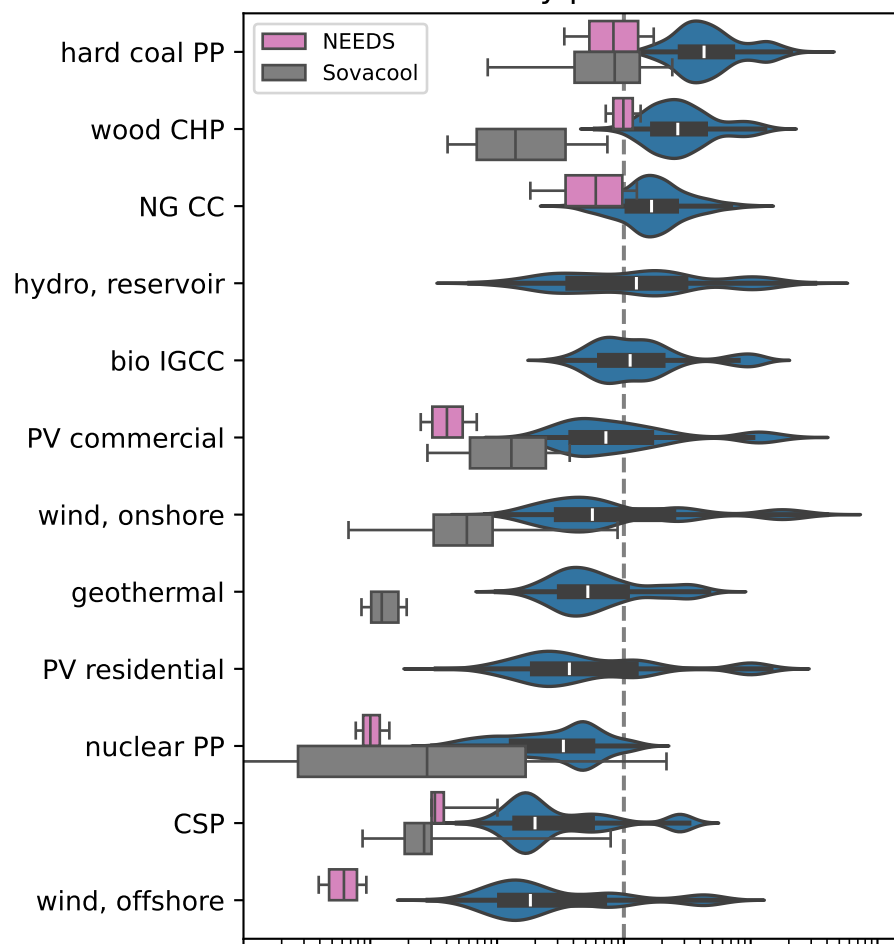 NEEDS
Sovacool
hard coal PP
wood CHP
NG CC
hydro, reservoir
bio IGCC
PV commercial
wind, onshore
geothermal
PV residential
nuclear PP
CSP
wind, offshore